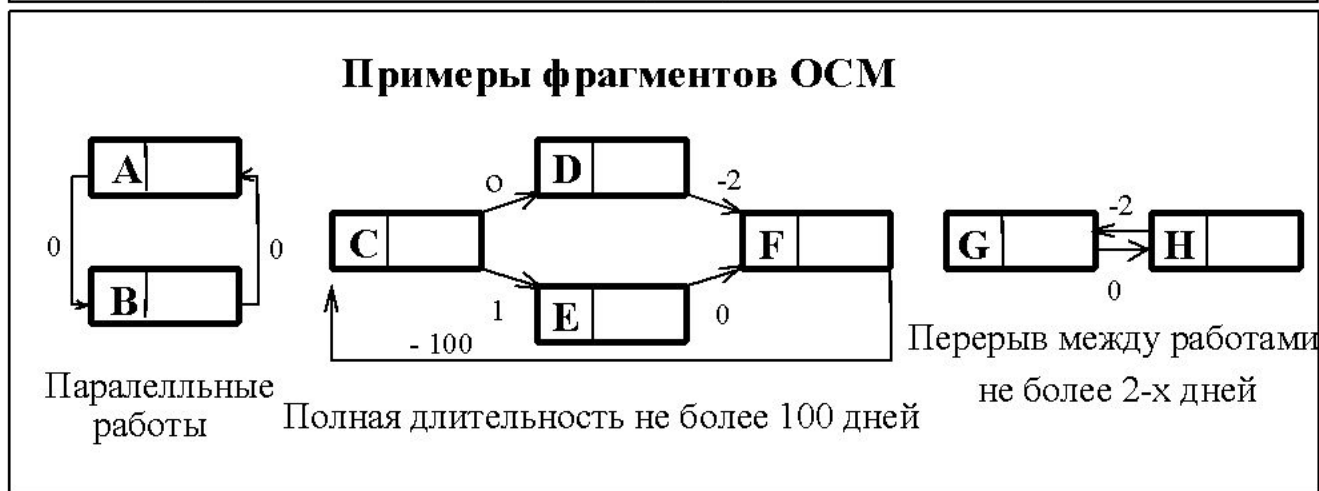 Примеры фрагментов ОСМ
A
D
0
-2
-2
0
0
C
F
G
H
B
1
E
0
0
- 100
Перерыв между работами
не более 2-х дней
Паралелльные
работы
Полная длительность не более 100 дней